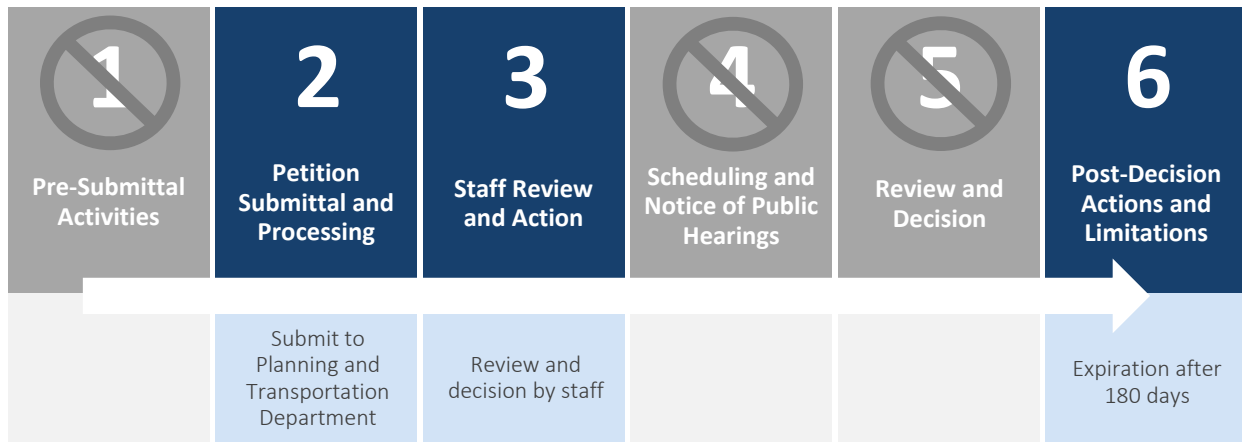 1
Pre-Submittal
Activities
2
Petition
Submittal and
Processing
3
Staff Review
and Action
4
Scheduling and
Notice of Public
Hearings
5
Review and
Decision
6
Post-Decision
Actions and
Limitations
Submit to
Planning and
Transportation
Department
Review and
decision by staff
Expiration after
180 days